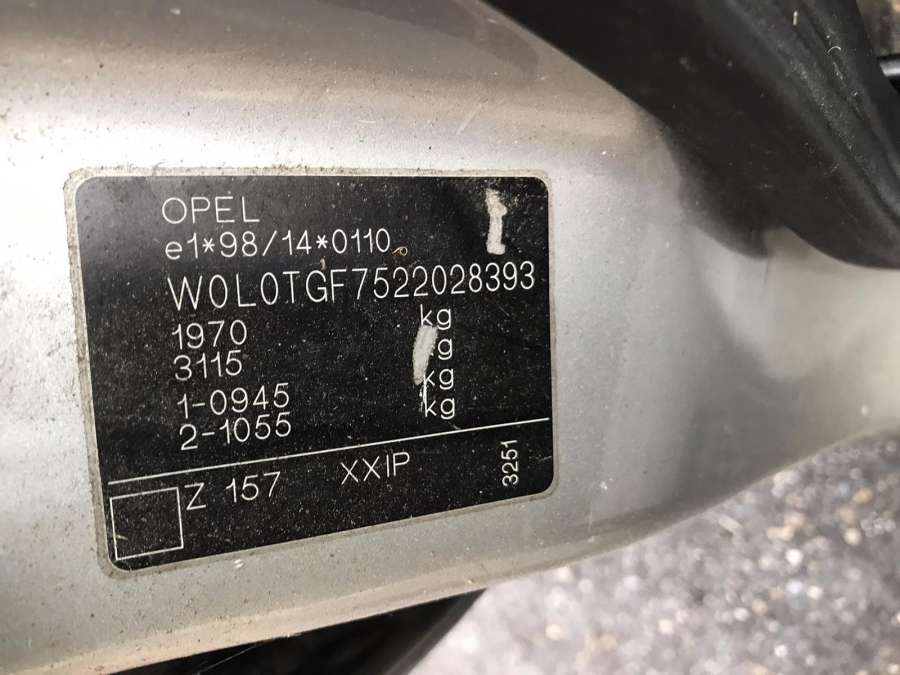 OPEL
e1*98/14*0110
W0L0TGF7522028393
1970 kg
3115 kg
1-0945 kg
2-1055 kg
Z 157 XXIP
3251